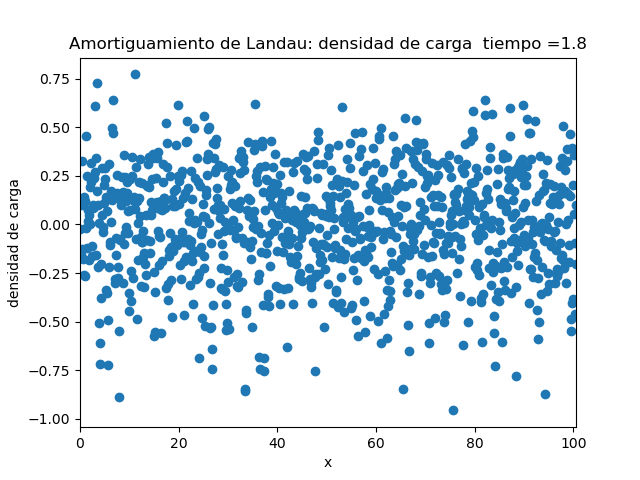 Amortiguamiento de Landau: densidad de carga  tiempo =1.8
0.75
0.50
0.25
0.00
−0.25
−0.50
−0.75
−1.00
densidad de carga
0 20 40 60 80 100
x